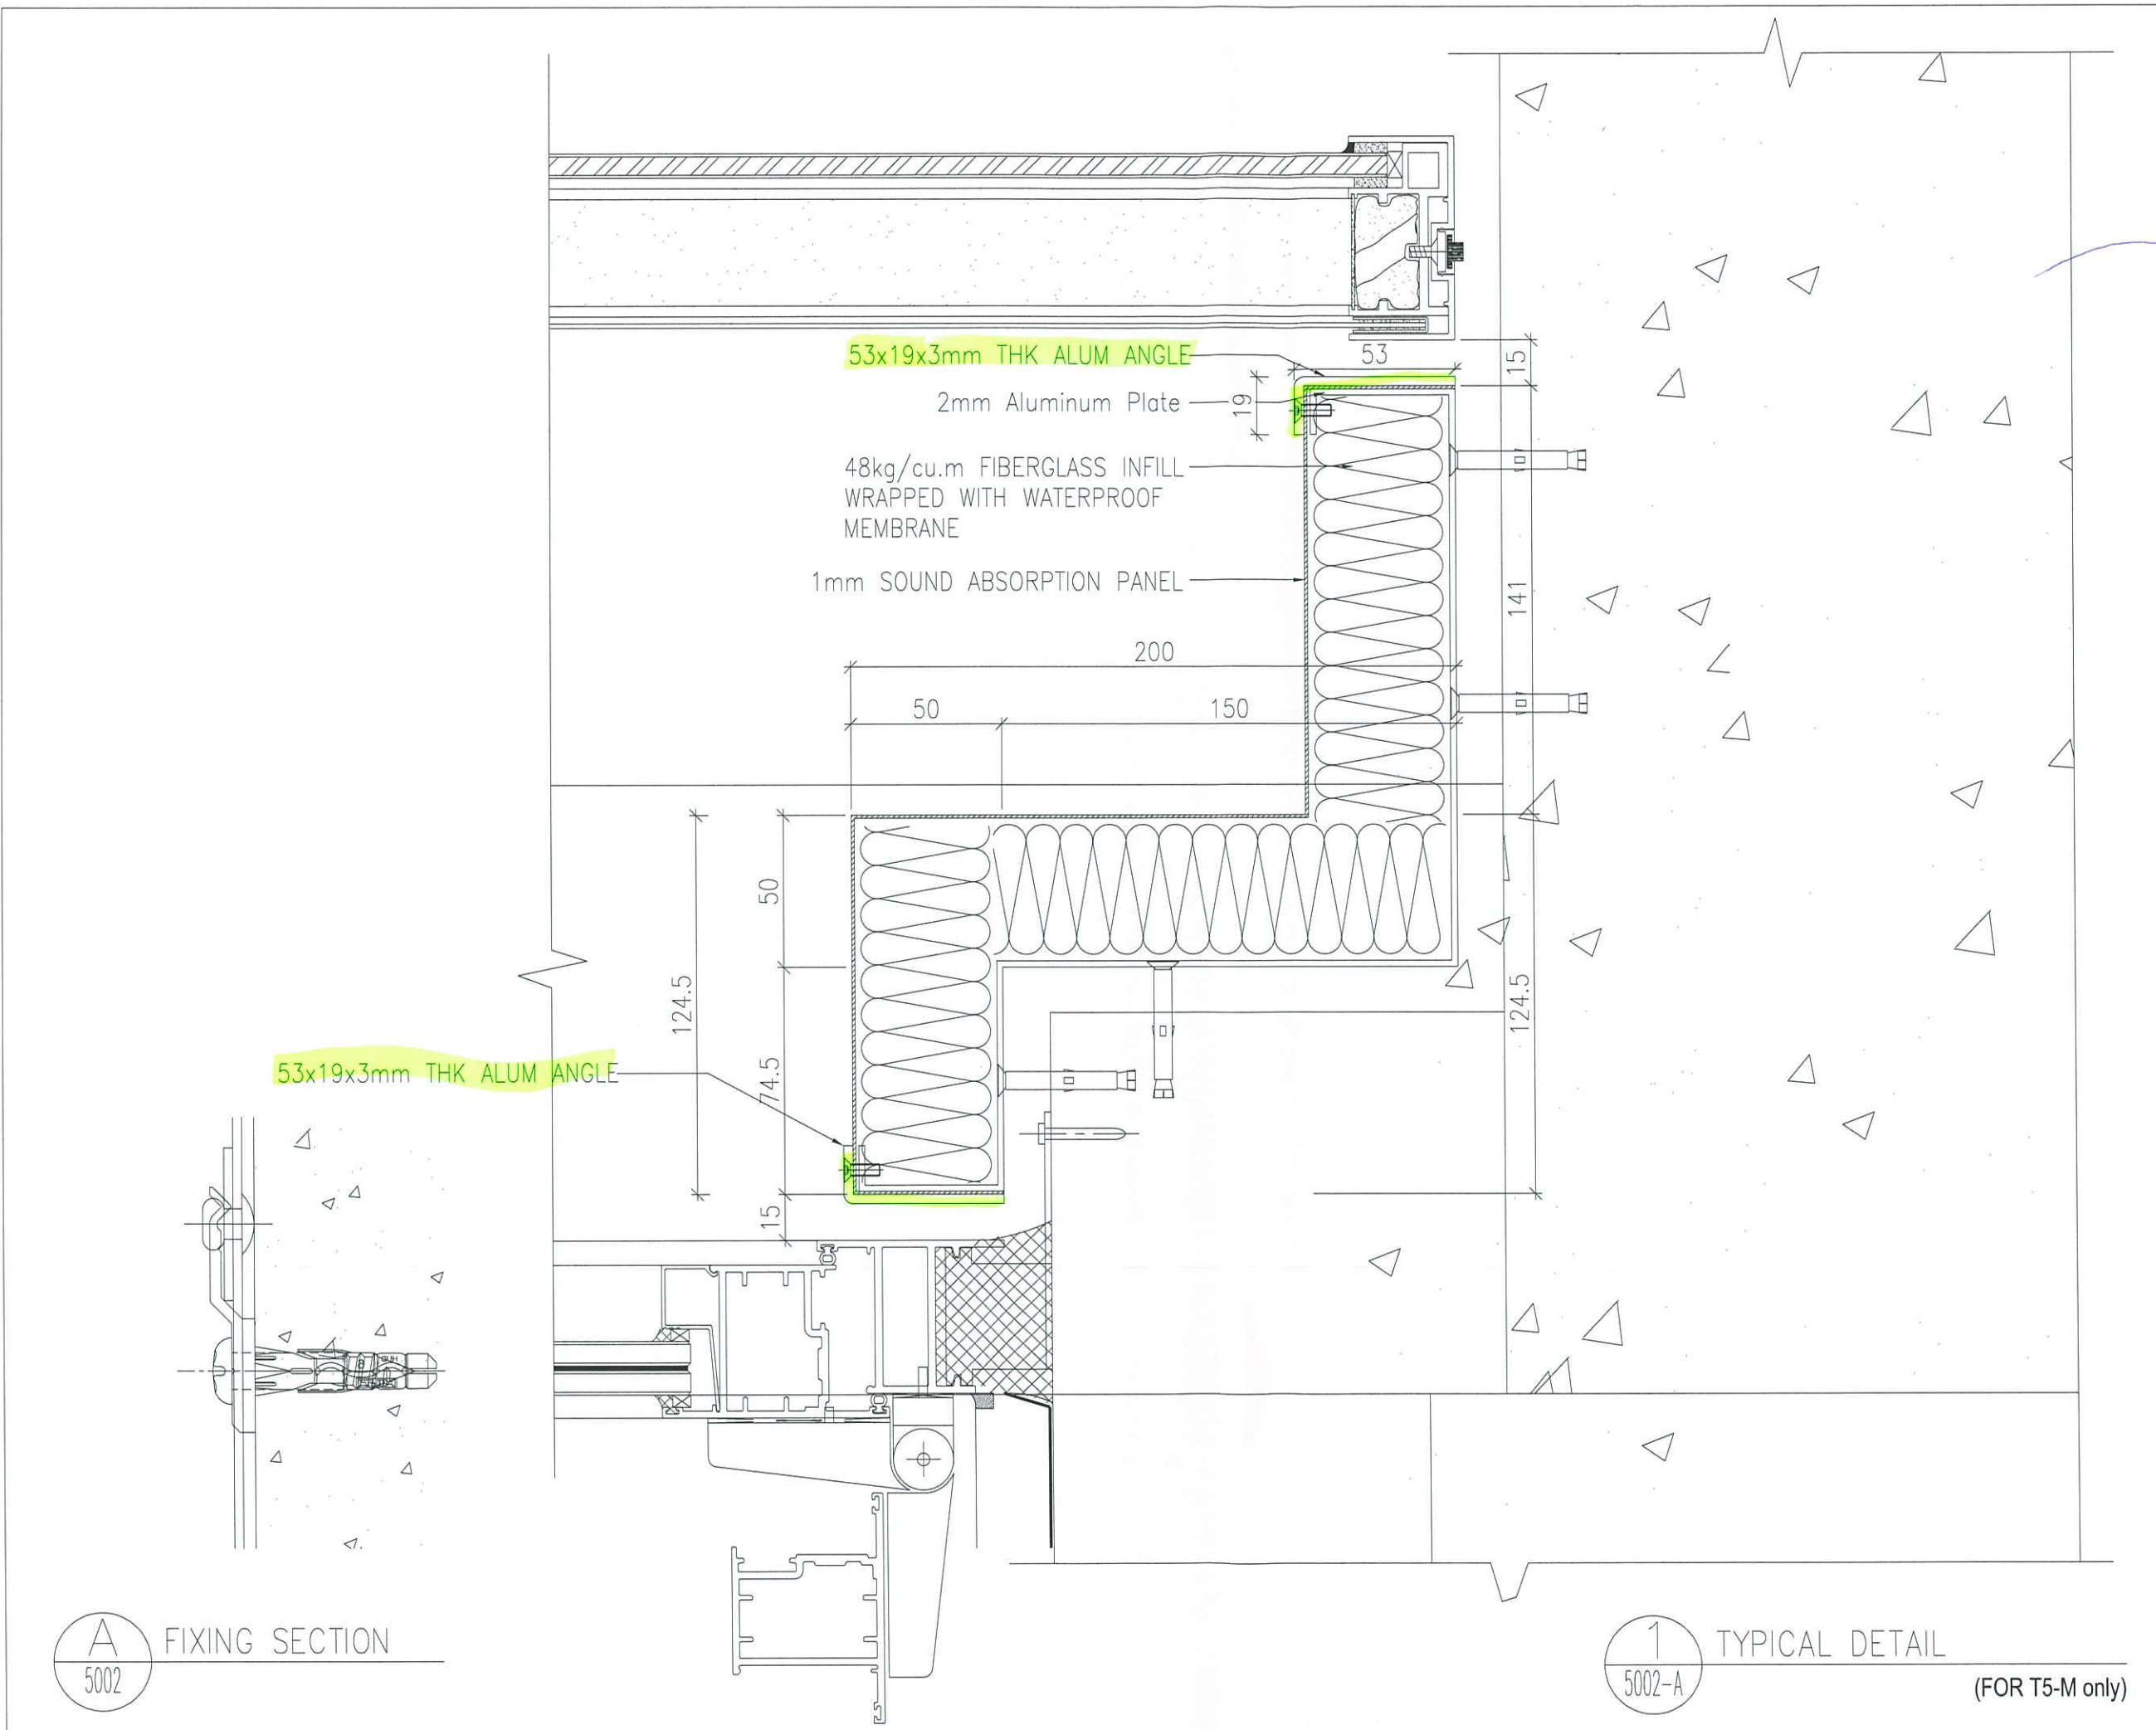 53x19x3mm THK ALUM ANGLE
53
15
2mm Aluminum Plate
19
48kg/cu.m FIBERGLASS INFILL
WRAPPED WITH WATERPROOF
MEMBRANE
1mm SOUND ABSORPTION PANEL
141
200
50
150
50
124.5
124.5
53x19x3mm THK ALUM ANGLE
74.5
15
A
5002
FIXING SECTION
1
5002-A
TYPICAL DETAIL
(FOR T5-M only)